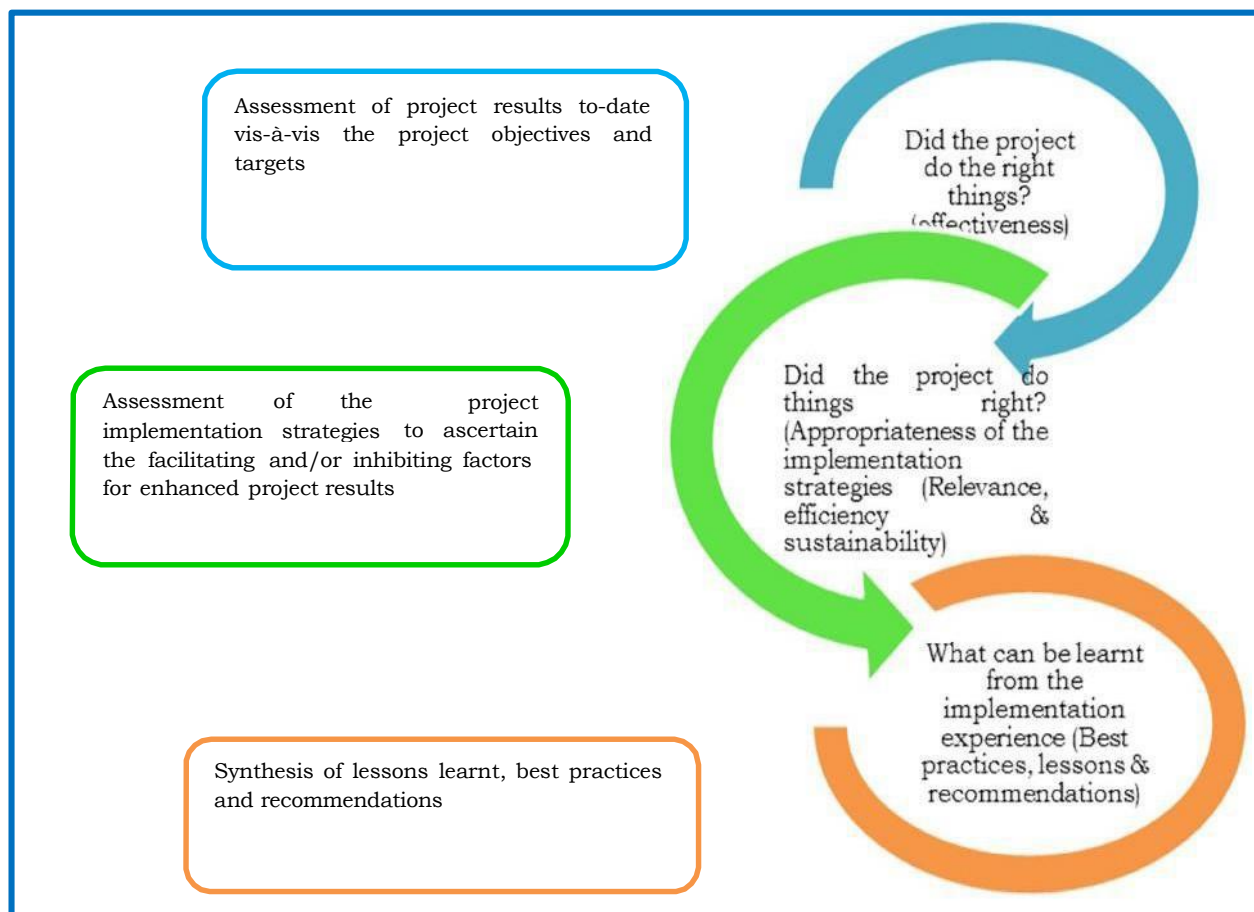 Assessment of project results to-date
vis-à-vis the project objectives and
targets
Did the project
do the right
things?
(effectiveness)
Assessment of the project
implementation strategies to ascertain
the facilitating and/or inhibiting factors
for enhanced project results
Did the project do
things right?
(Appropriateness of the
implementation
strategies (Relevance,
efficiency &
sustainability)
Synthesis of lessons learnt, best practices
and recommendations
What can be learnt
from the
implementation
experience (Best
practices, lessons &
recommendations)